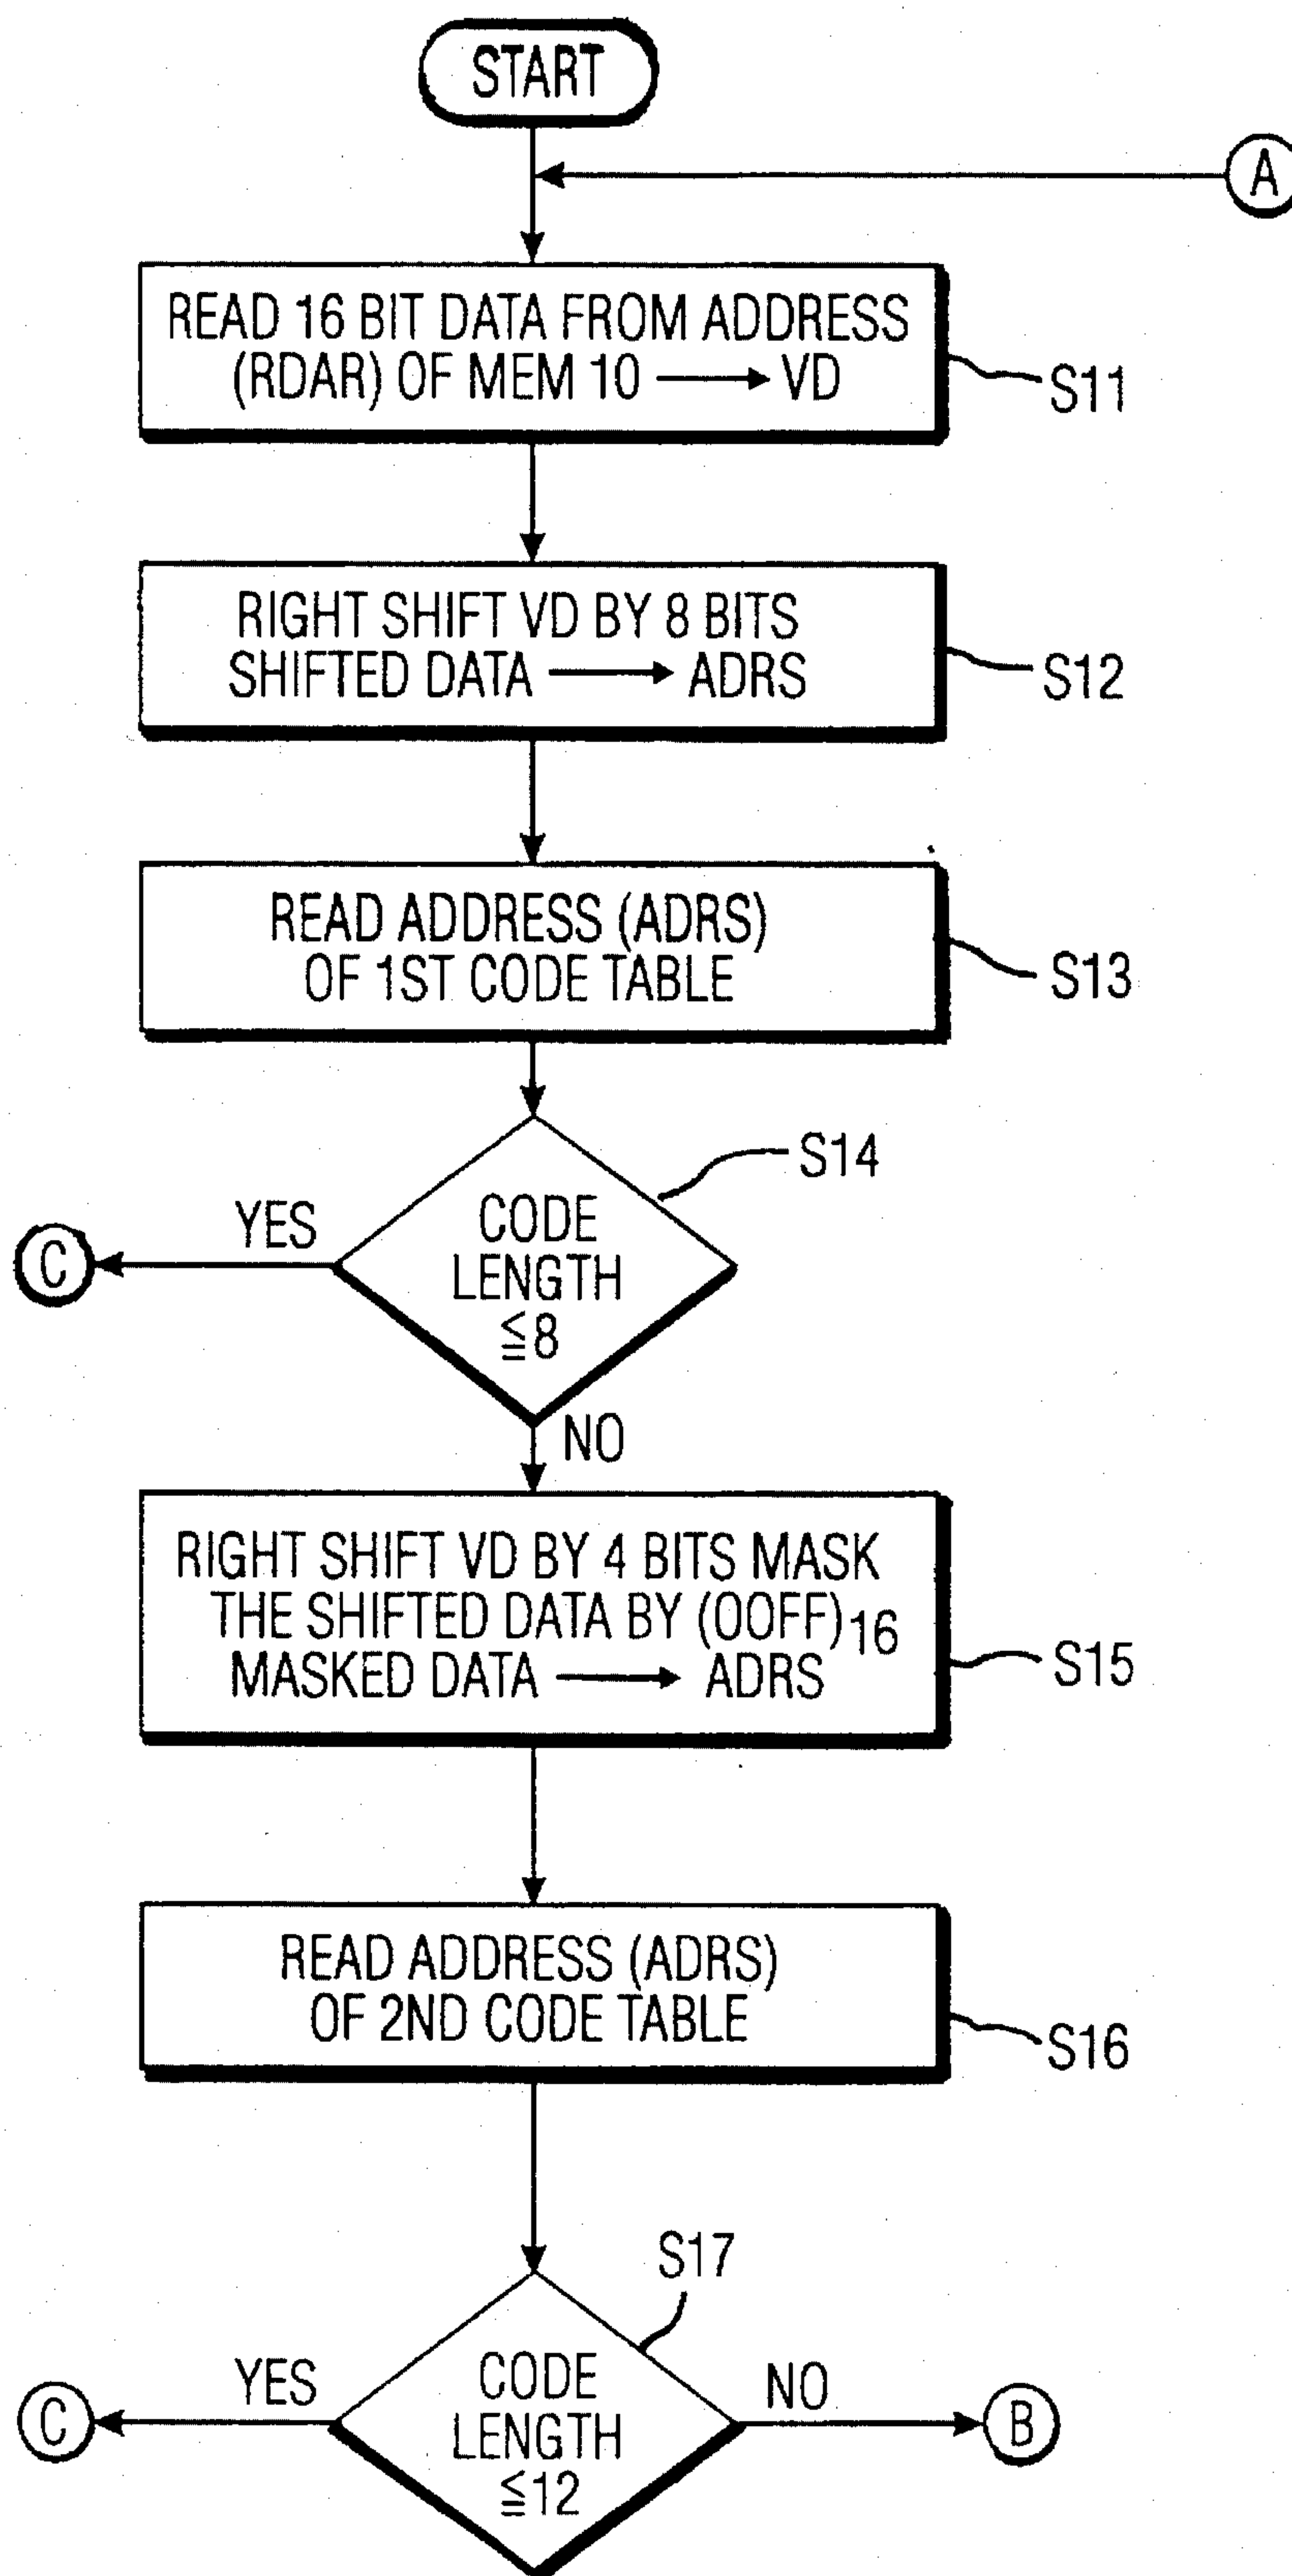 START
A
READ 16 BIT DATA FROM ADDRESS
(RDAR) OF MEM 10 → VD
S11
RIGHT SHIFT VD BY 8 BITS
SHIFTED DATA → ADRS
S12
READ ADDRESS (ADRS)
OF 1ST CODE TABLE
S13
S14
CODE
LENGTH
≦8
YES
C
NO
RIGHT SHIFT VD BY 4 BITS MASK
THE SHIFTED DATA BY (00FF)16
MASKED DATA → ADRS
S15
READ ADDRESS (ADRS)
OF 2ND CODE TABLE
S16
S17
CODE
LENGTH
≦12
YES
C
NO
B